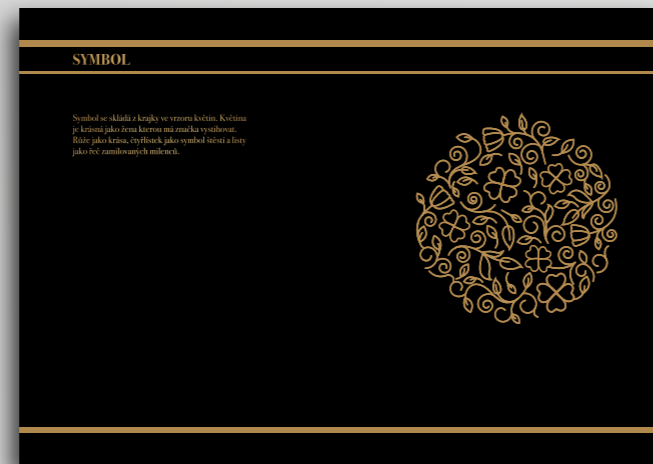 SYMBOL
Symbol se skládá z krajky ve vrzoru květin. Květina
je krásná jako žena kterou má značka vystihovat.
Růže jako krása, čtyřlístek jako symbol štěstí a listy
jako řeč zamilovaných milenců.